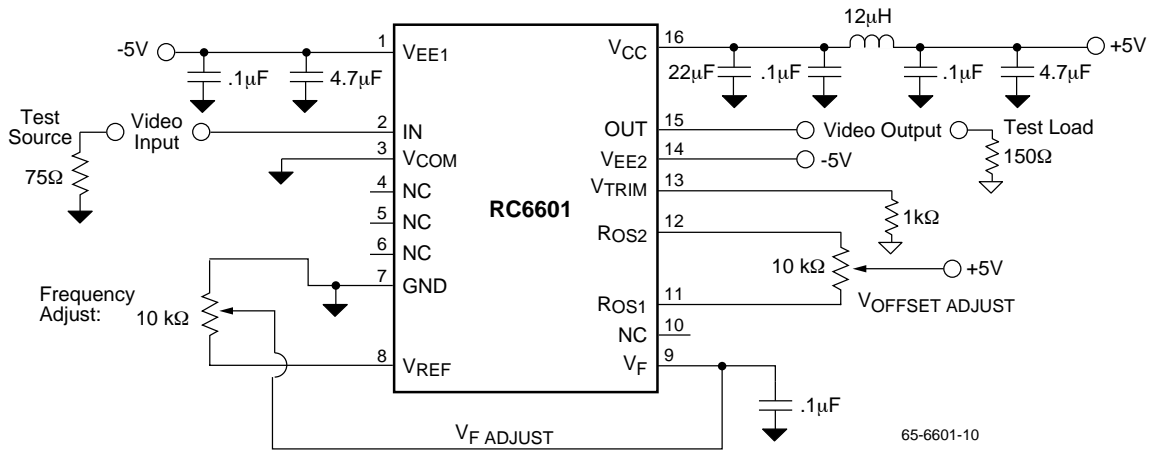 -5V
1
VEE1
.1µF
4.7µF
Test
Source
75Ω
Video
Input
2
IN
3
VCOM
4
NC
5
NC
6
NC
7
GND
Frequency
Adjust:
10 kΩ
8
VREF
RC6601
VCC
16
12µH
+5V
22µF
.1µF
.1µF
4.7µF
OUT
15
Video Output
Test Load
150Ω
VEE2
14
-5V
VTRIM
13
1kΩ
ROS2
12
10 kΩ
+5V
ROS1
11
VOFFSET ADJUST
NC
10
VF
9
.1µF
VF ADJUST
65-6601-10